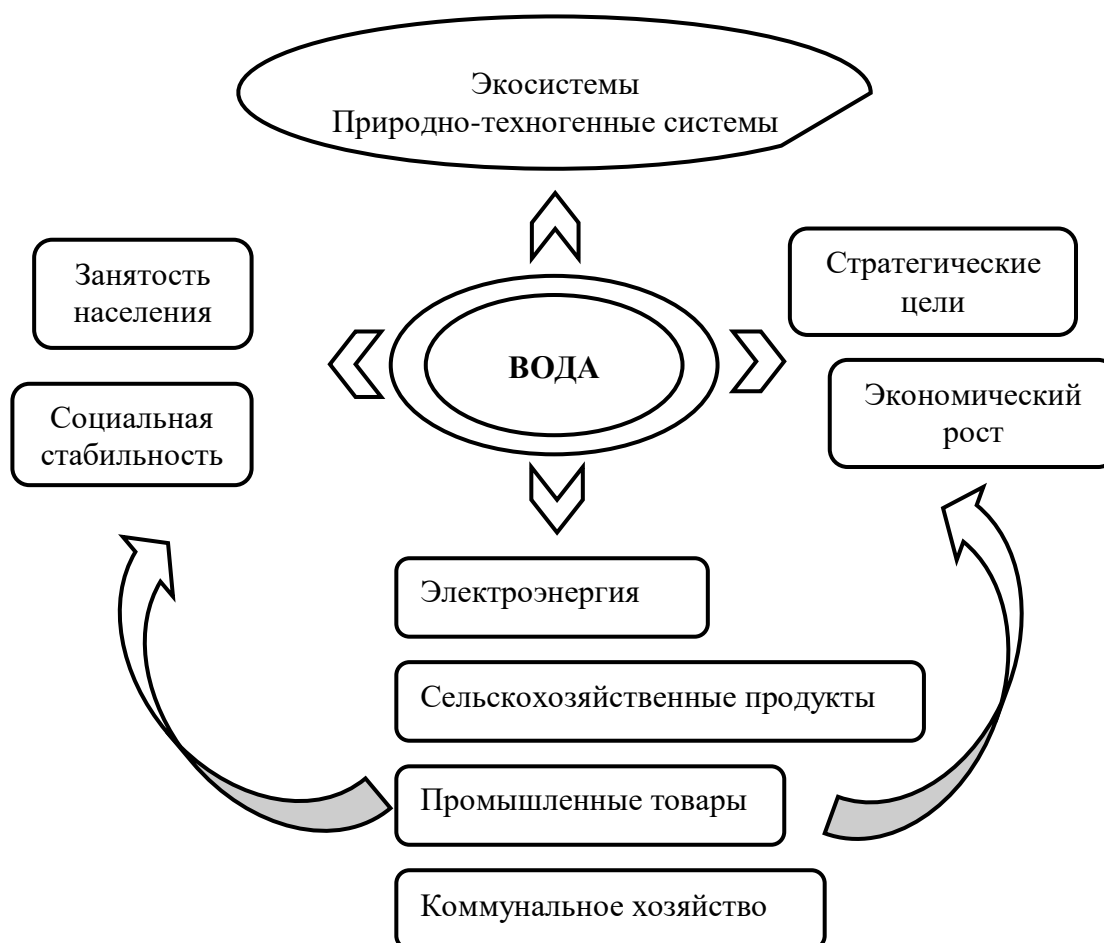 Экосистемы
Природно-техногенные системы
Занятость
населения
Стратегические
цели
ВОДА
Социальная
стабильность
Экономический
рост
Электроэнергия
Сельскохозяйственные продукты
Промышленные товары
Коммунальное хозяйство